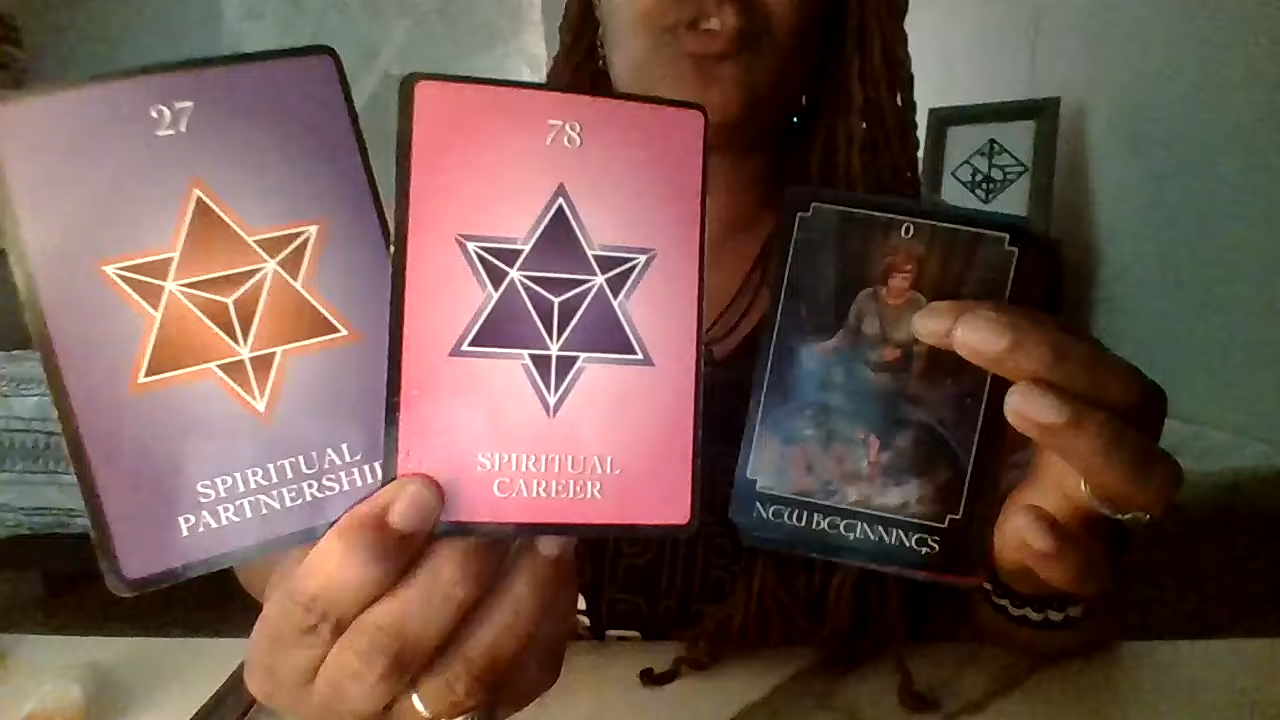 27
SPIRITUAL
PARTNERSHIP
78
SPIRITUAL
CAREER
0
NEW BEGINNINGS